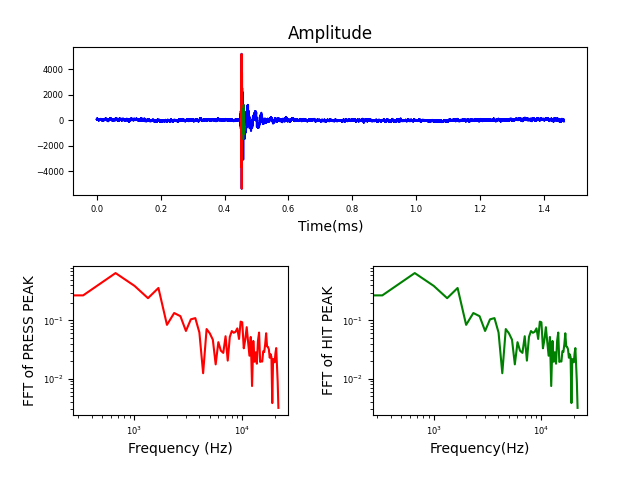 Amplitude
4000
2000
0
−2000
−4000
0.0 0.2 0.4 0.6 0.8 1.0 1.2 1.4
Time(ms)
FFT of PRESS PEAK
10⁻¹
10⁻²
10³ 10⁴
Frequency (Hz)
FFT of HIT PEAK
10⁻¹
10⁻²
10³ 10⁴
Frequency(Hz)